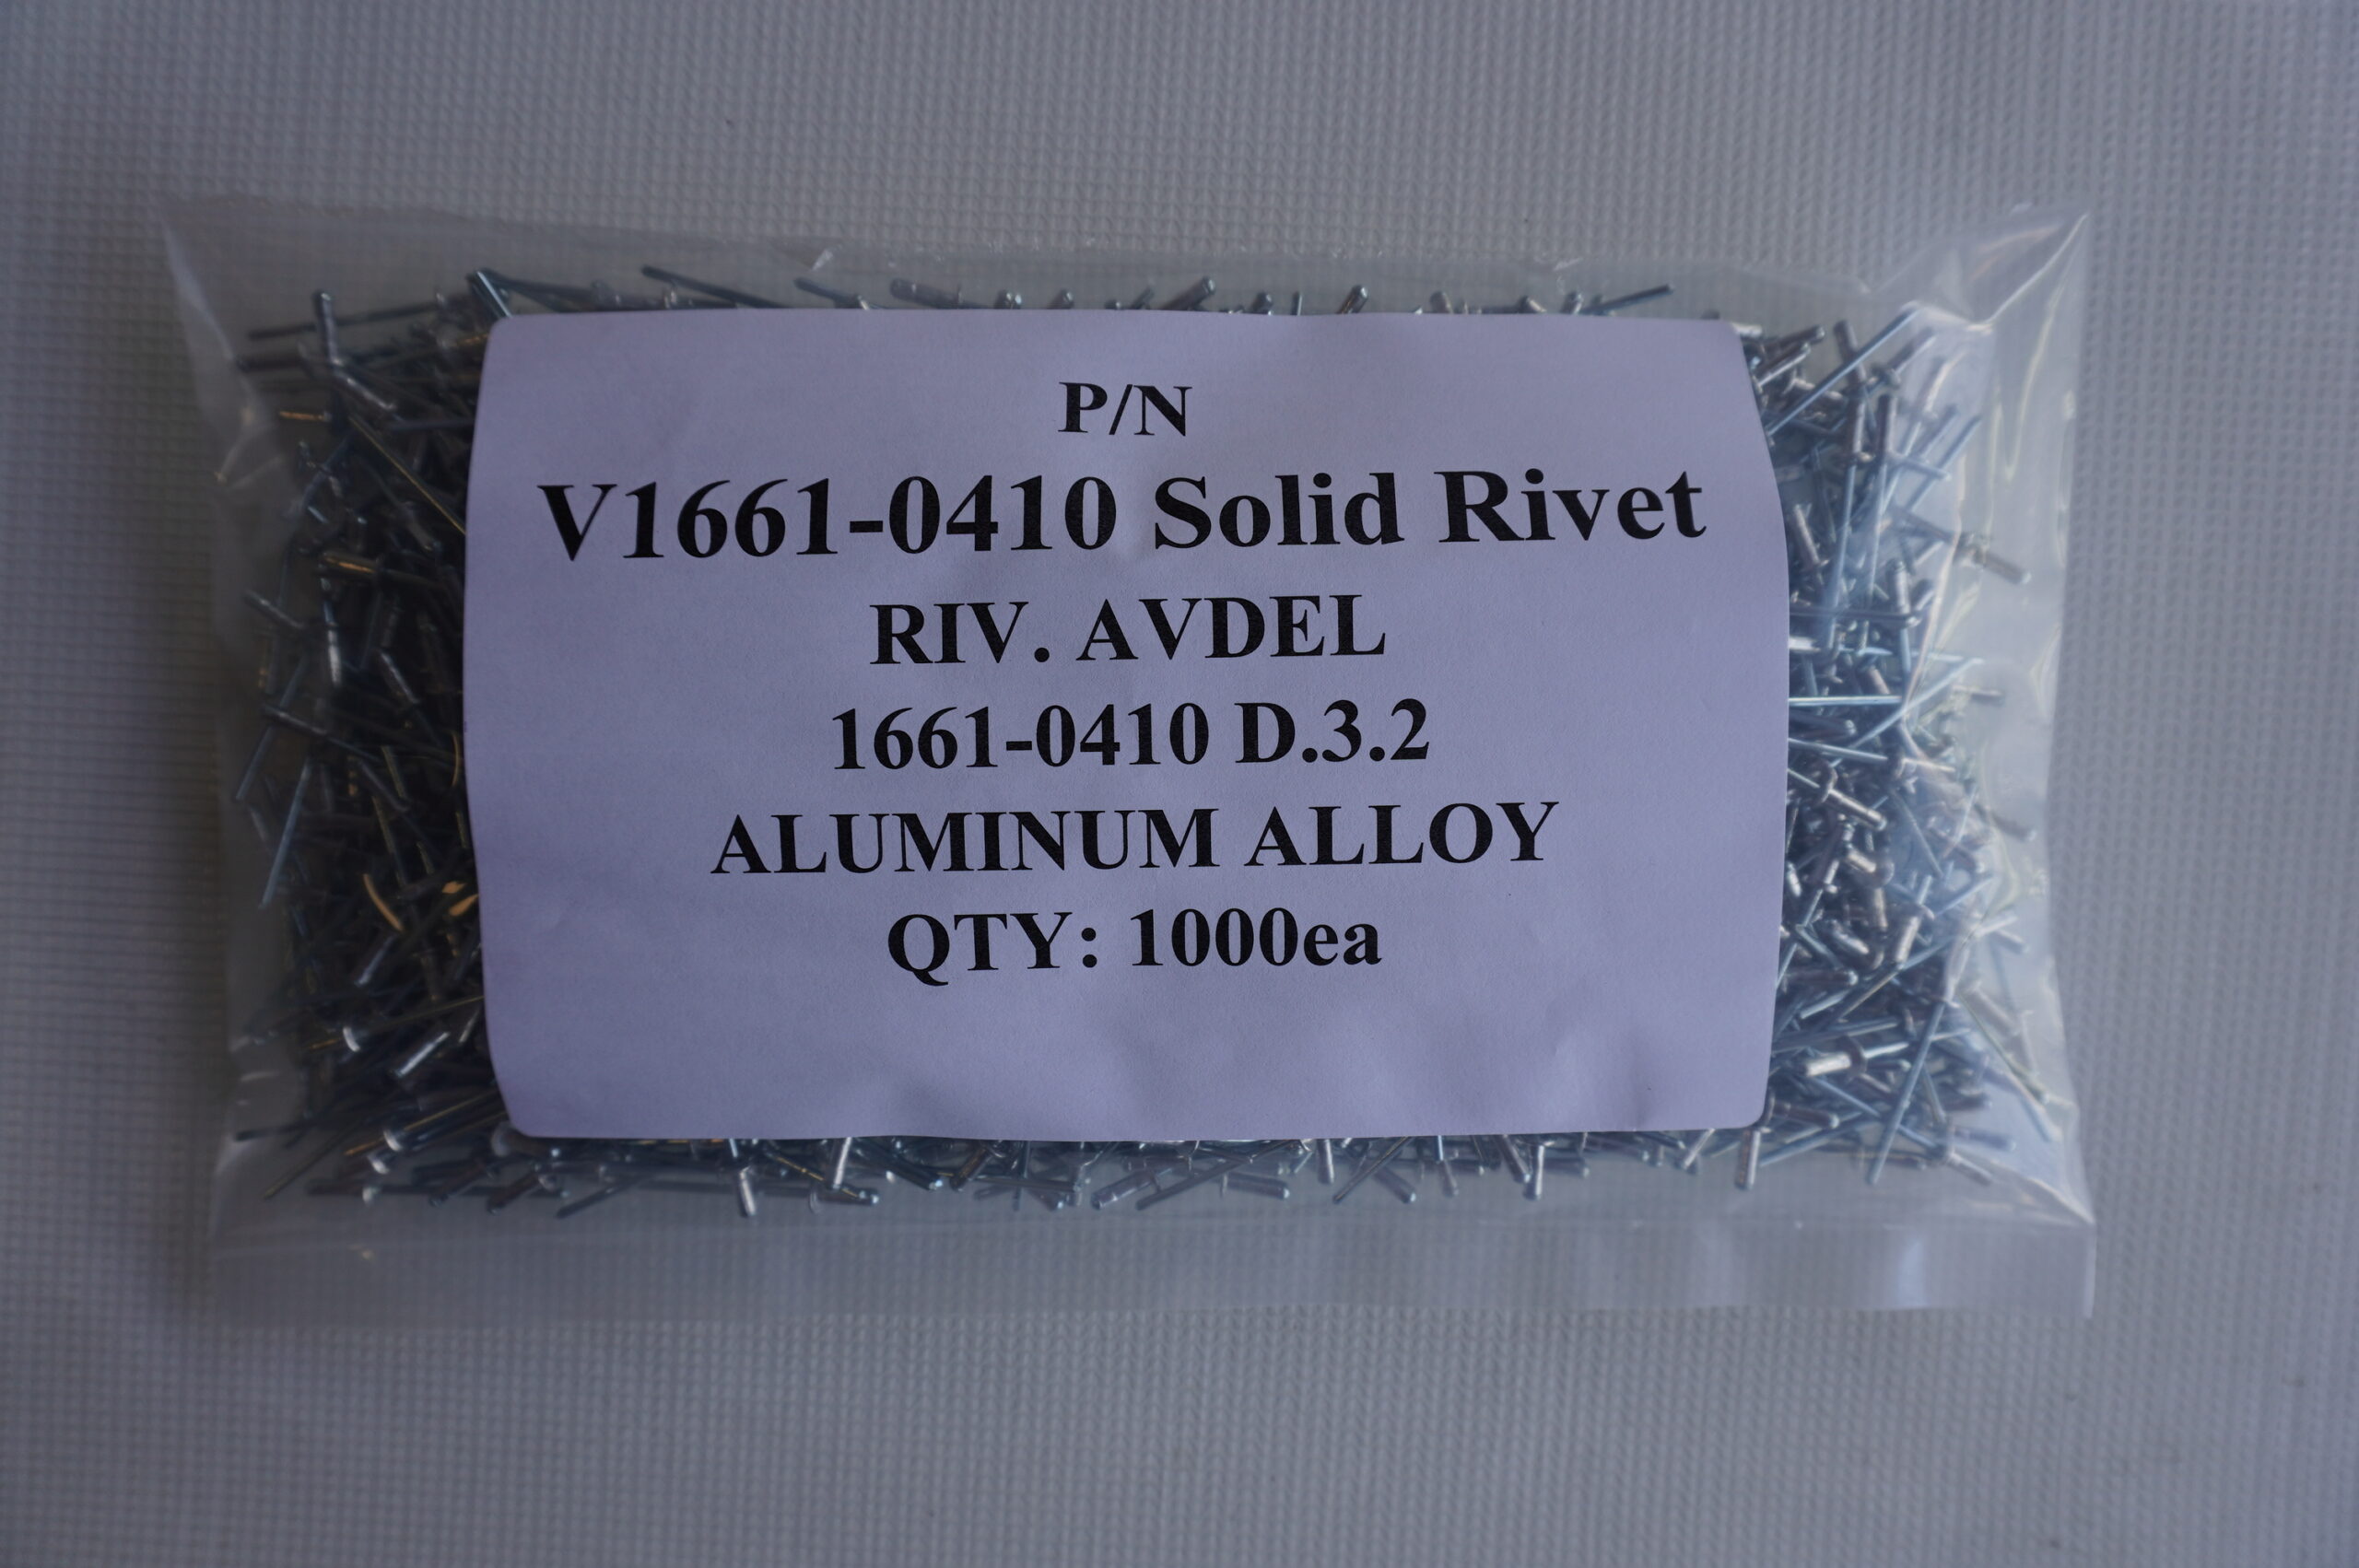 P/N
V1661-0410 Solid Rivet
RIV. AVDEL
1661-0410 D.3.2
ALUMINUM ALLOY
QTY: 1000ea